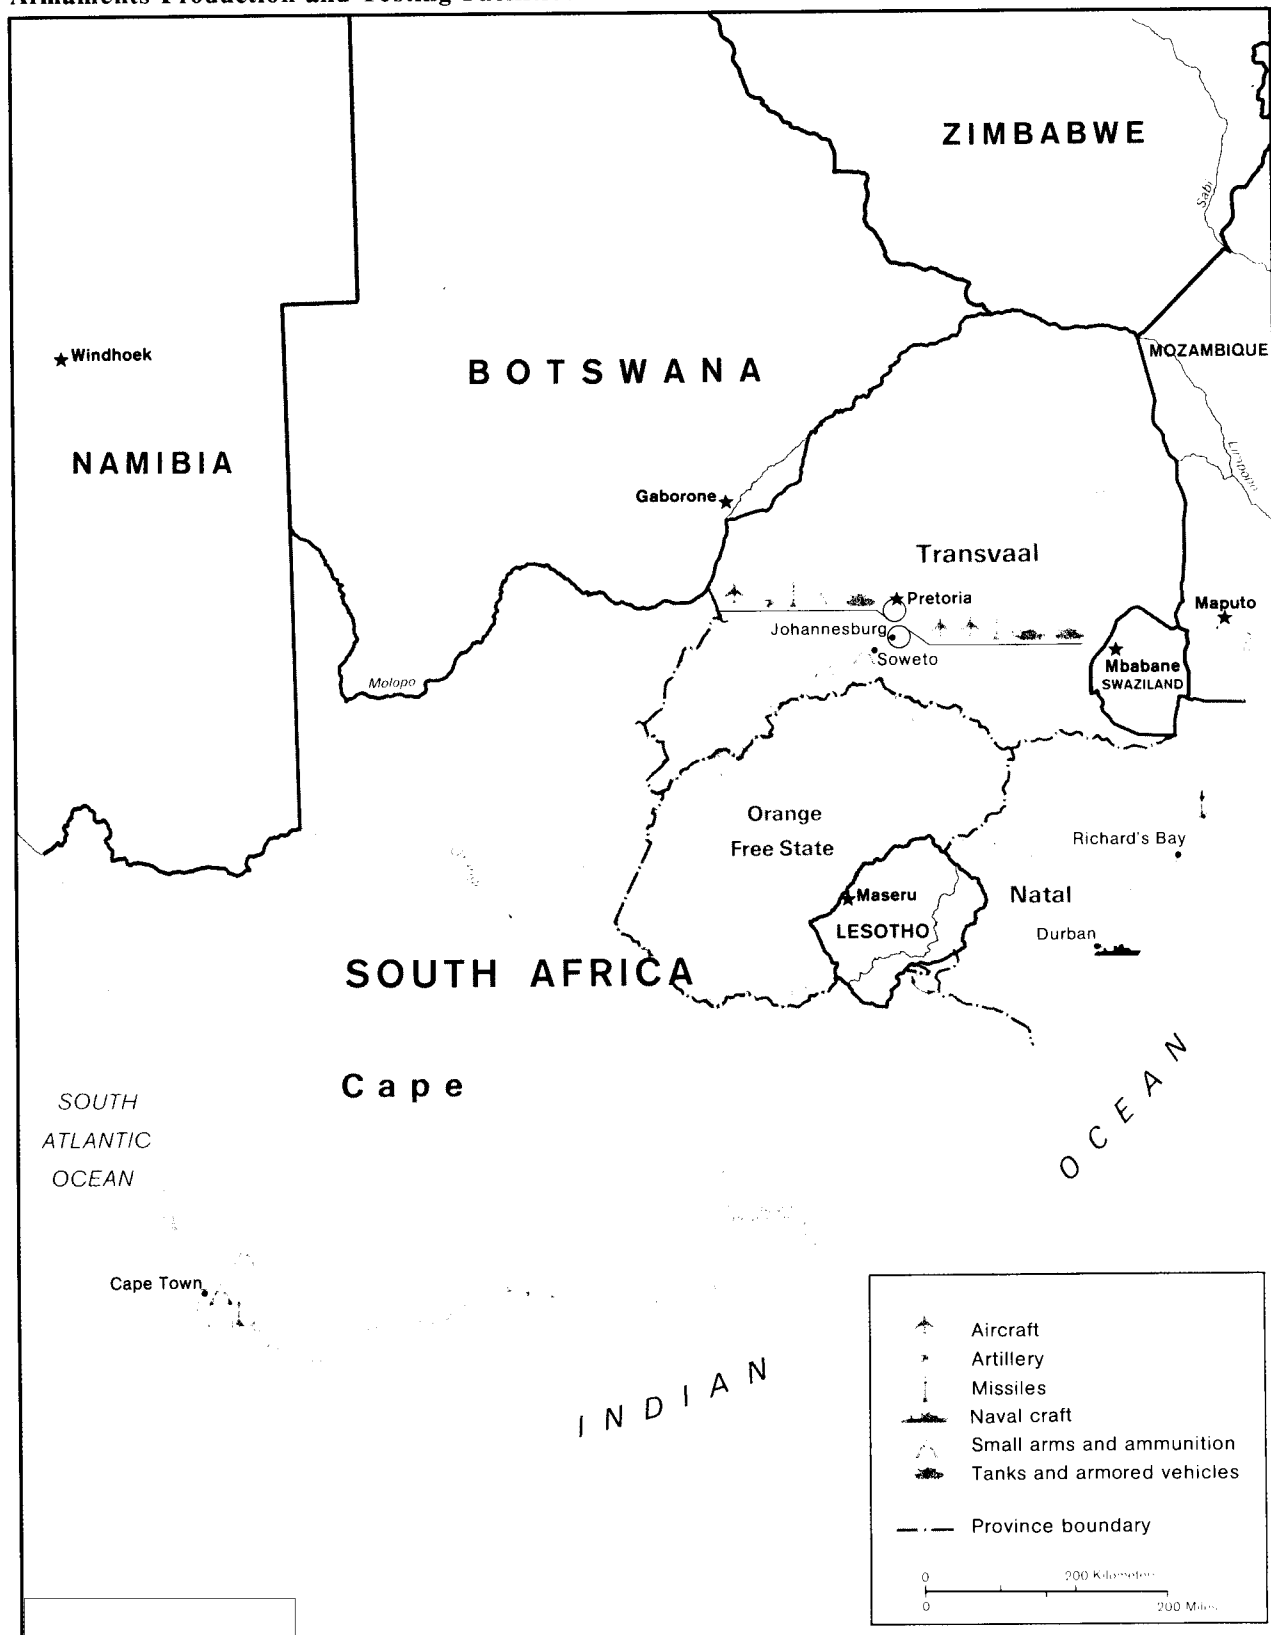 Armaments Production and Testing
ZIMBABWE
Sabi
Windhoek
BOTSWANA
MOZAMBIQUE
NAMIBIA
Limpopo
Gaborone
Transvaal
Pretoria
Maputo
Johannesburg
Soweto
Mbabane
SWAZILAND
Molopo
Orange
Free State
Richard's Bay
Maseru
Natal
LESOTHO
Durban
SOUTH AFRICA
Cape
SOUTH
ATLANTIC
OCEAN
Cape Town
INDIAN
OCEAN
Aircraft
Artillery
Missiles
Naval craft
Small arms and ammunition
Tanks and armored vehicles
Province boundary
0 200 Kilometers
0 200 Miles